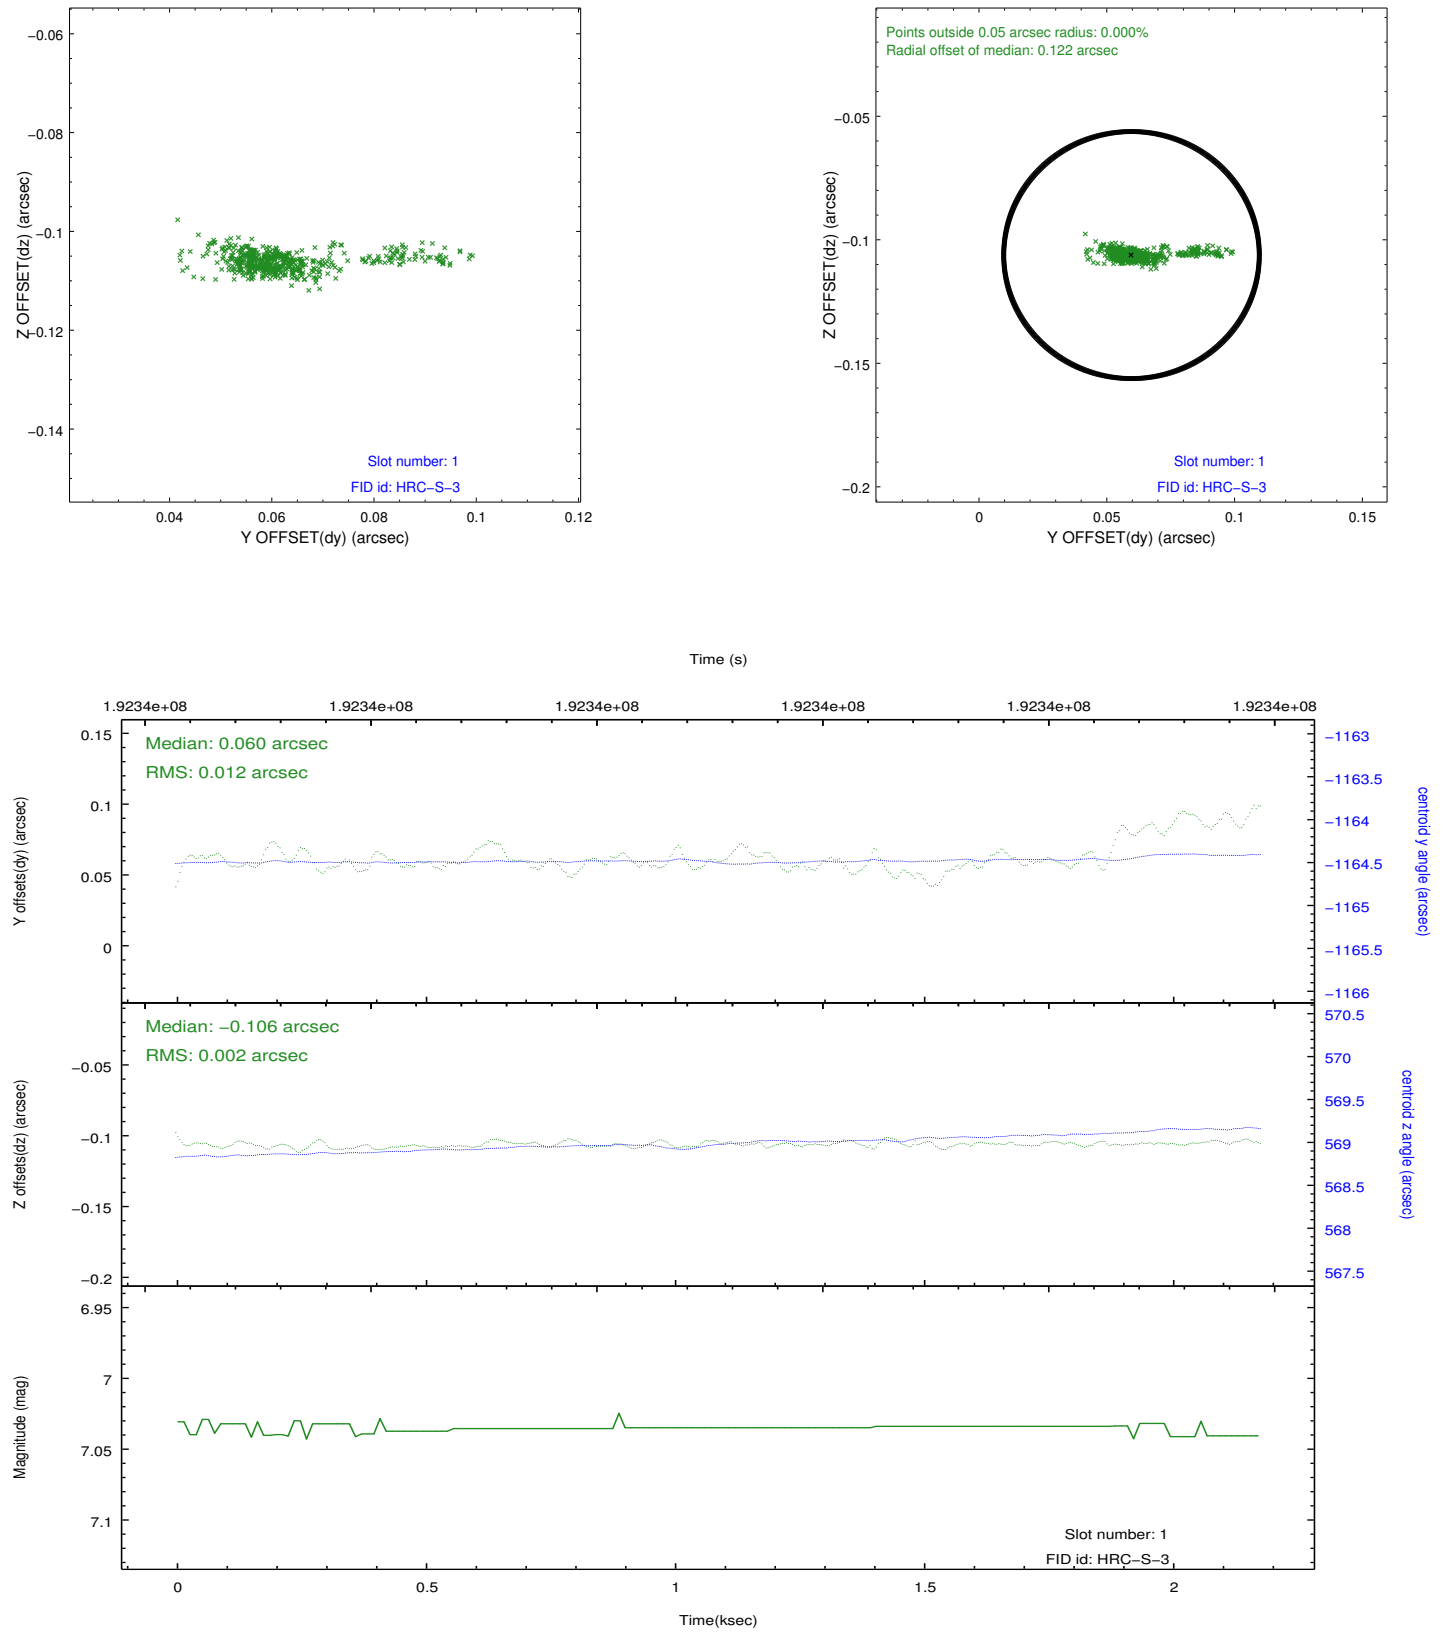 −0.06
−0.08
−0.1
−0.12
−0.14
Z OFFSET(dz) (arcsec)
Slot number: 1
FID id: HRC−S−3
0.04
0.06
0.08
0.1
0.12
Y OFFSET(dy) (arcsec)
Points outside 0.05 arcsec radius: 0.000%
Radial offset of median: 0.122 arcsec
−0.05
−0.1
−0.15
−0.2
Z OFFSET(dz) (arcsec)
Slot number: 1
FID id: HRC−S−3
0
0.05
0.1
0.15
Y OFFSET(dy) (arcsec)
Time (s)
1.9234e+08
1.9234e+08
1.9234e+08
1.9234e+08
1.9234e+08
1.9234e+08
Median: 0.060 arcsec
RMS: 0.012 arcsec
0.15
0.1
0.05
0
Y offsets(dy) (arcsec)
−1163
−1163.5
−1164
−1164.5
−1165
−1165.5
−1166
centroid y angle (arcsec)
Median: −0.106 arcsec
RMS: 0.002 arcsec
−0.05
−0.1
−0.15
−0.2
Z offsets(dz) (arcsec)
570.5
570
569.5
569
568.5
568
567.5
centroid z angle (arcsec)
6.95
7
7.05
7.1
Magnitude (mag)
Slot number: 1
FID id: HRC−S−3
0
0.5
1
1.5
2
Time(ksec)